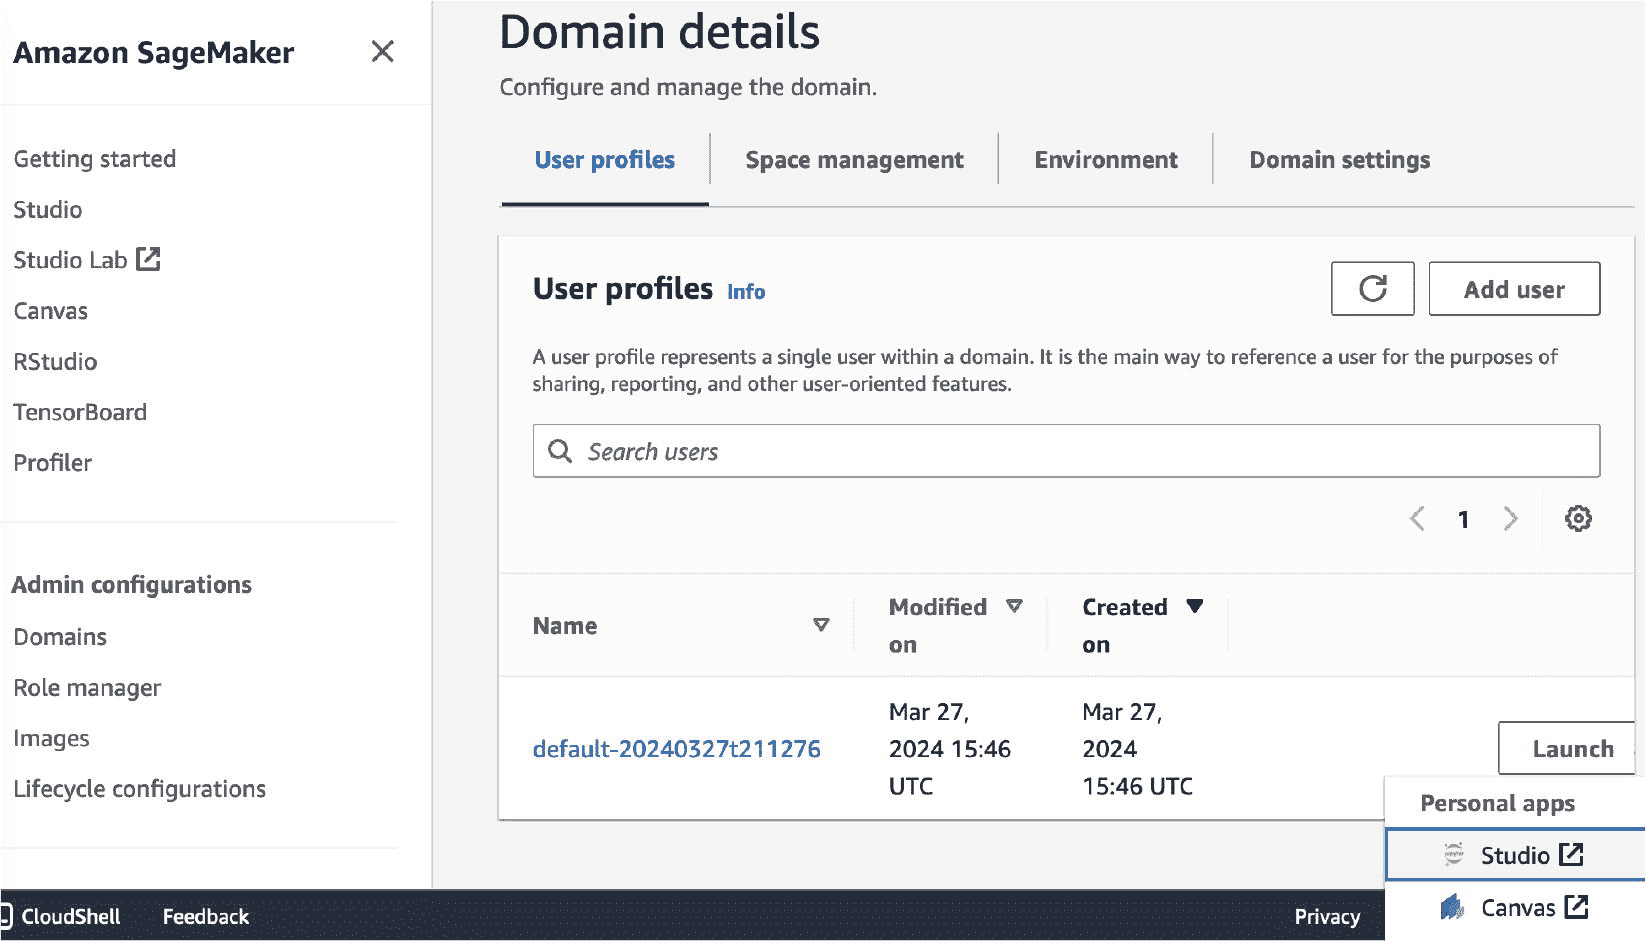 Amazon SageMaker
Getting started
Studio
Studio Lab
Canvas
RStudio
TensorBoard
Profiler
Admin configurations
Domains
Role manager
Images
Lifecycle configurations
Domain details
Configure and manage the domain.
User profiles
Space management
Environment
Domain settings
User profiles Info
Add user
A user profile represents a single user within a domain. It is the main way to reference a user for the purposes of
sharing, reporting, and other user-oriented features.
Search users
1
Name
Modified
on
Created
on
default-20240327t211276
Mar 27,
2024 15:46
UTC
Mar 27,
2024
15:46 UTC
Launch
Personal apps
Studio
Canvas
CloudShell
Feedback
Privacy